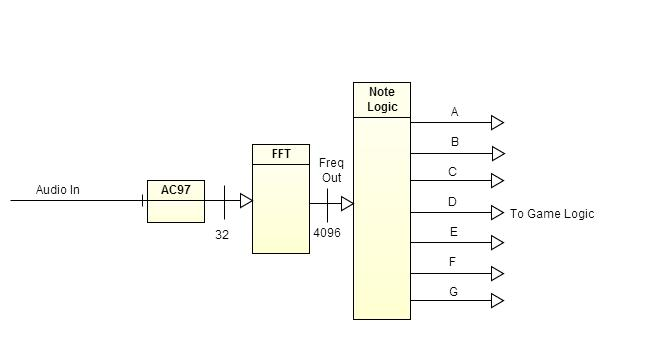 Audio In
AC97
32
FFT
Freq
Out
4096
Note
Logic
A
B
C
D
E
F
G
To Game Logic